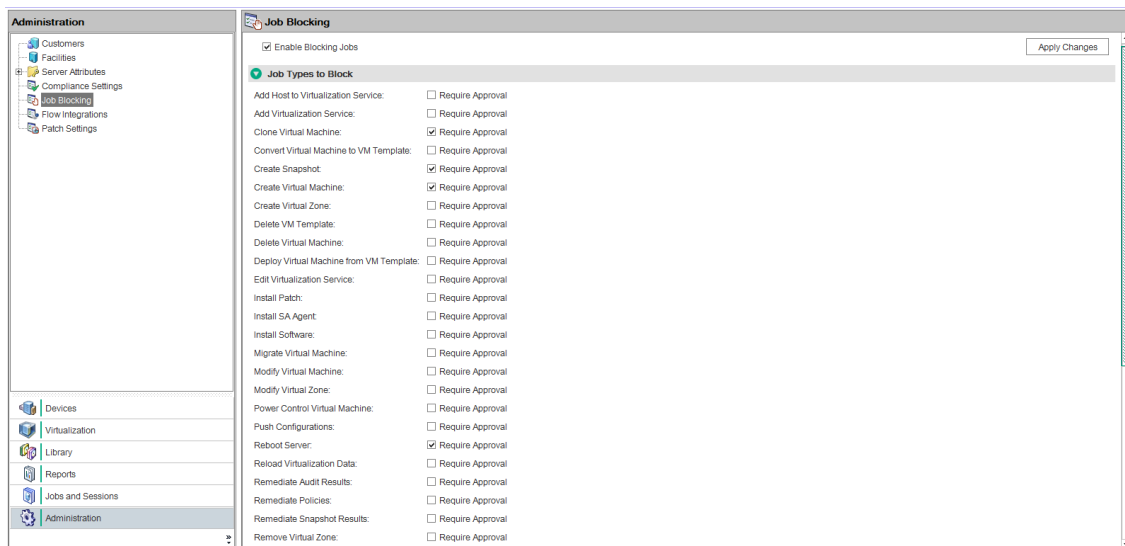 Administration
Customers
Facilities
Server Attributes
Compliance Settings
Job Blocking
Flow Integrations
Patch Settings
Devices
Virtualization
Library
Reports
Jobs and Sessions
Administration
Job Blocking
Enable Blocking Jobs
Apply Changes
Job Types to Block
Add Host to Virtualization Service: Require Approval
Add Virtualization Service: Require Approval
Clone Virtual Machine: Require Approval
Convert Virtual Machine to VM Template: Require Approval
Create Snapshot: Require Approval
Create Virtual Machine: Require Approval
Create Virtual Zone: Require Approval
Delete VM Template: Require Approval
Delete Virtual Machine: Require Approval
Deploy Virtual Machine from VM Template: Require Approval
Edit Virtualization Service: Require Approval
Install Patch: Require Approval
Install SA Agent: Require Approval
Install Software: Require Approval
Migrate Virtual Machine: Require Approval
Modify Virtual Machine: Require Approval
Modify Virtual Zone: Require Approval
Power Control Virtual Machine: Require Approval
Push Configurations: Require Approval
Reboot Server: Require Approval
Reload Virtualization Data: Require Approval
Remediate Audit Results: Require Approval
Remediate Policies: Require Approval
Remediate Snapshot Results: Require Approval
Remove Virtual Zone: Require Approval